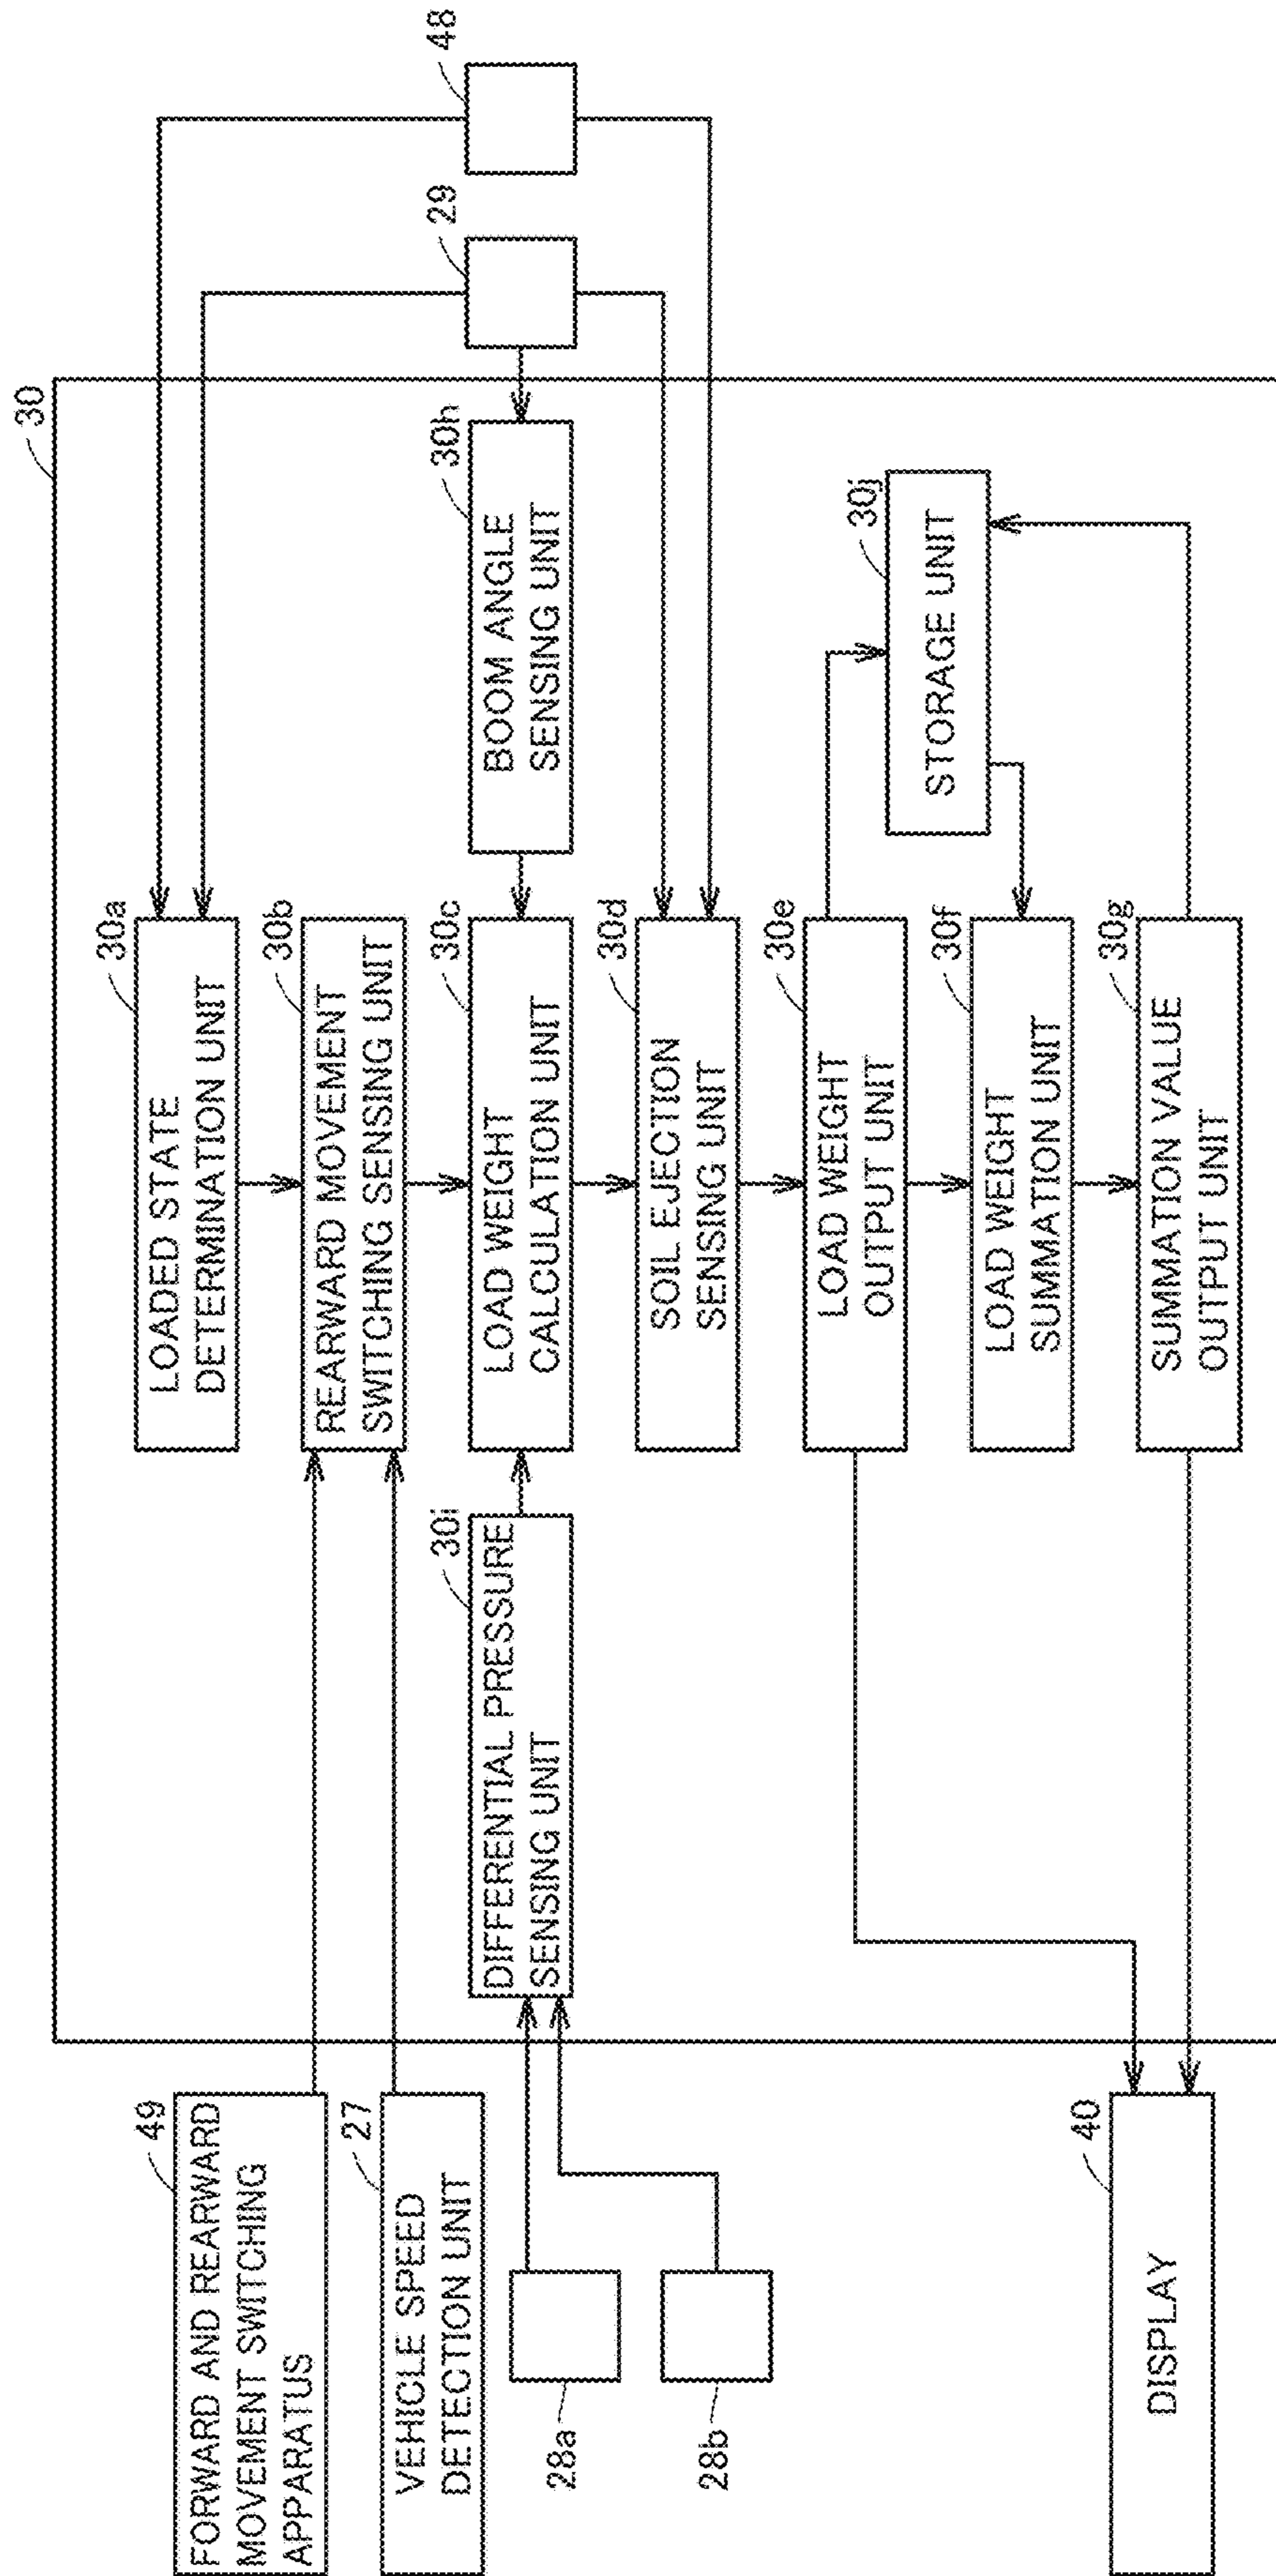 30
FORWARD AND REARWARD
MOVEMENT SWITCHING
APPARATUS
49
VEHICLE SPEED
DETECTION UNIT
27
28a
28b
DISPLAY
40
DIFFERENTIAL PRESSURE
SENSING UNIT
30i
LOADED STATE
DETERMINATION UNIT
30a
REARWARD MOVEMENT
SWITCHING SENSING UNIT
30b
LOAD WEIGHT
CALCULATION UNIT
30c
SOIL EJECTION
SENSING UNIT
30d
LOAD WEIGHT
OUTPUT UNIT
30e
LOAD WEIGHT
SUMMATION UNIT
30f
SUMMATION VALUE
OUTPUT UNIT
30g
BOOM ANGLE
SENSING UNIT
30h
STORAGE UNIT
30j
29
48